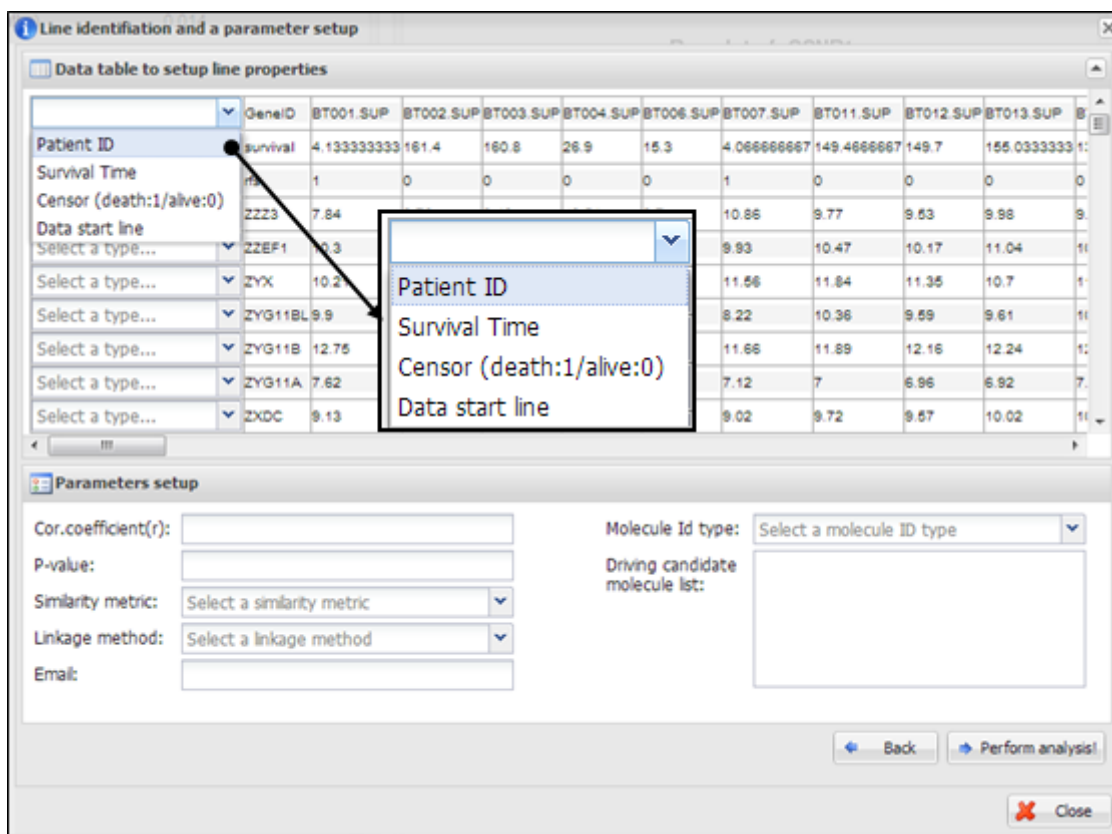 Line identifiation and a parameter setup
Data table to setup line properties
GeneID BT001.SUP BT002.SUP BT003.SUP BT004.SUP BT006.SUP BT007.SUP BT011.SUP BT012.SUP BT013.SUP
Patient ID survival 4.133333333 161.4 160.8 26.9 15.3 4.066666667 149.4666667 149.7 155.0333333
Survival Time
1 0 0 0 0 1 0 0 0 0
Censor (death:1/alive:0)
ZZZ3 7.84 10.86 9.77 9.53 9.98
Data start line
Select a type... ZZEF1 10.3 9.93 10.47 10.17 11.04
Select a type... ZYX 10.21 11.56 11.84 11.35 10.7
Select a type... ZYG11BL 9.9 8.22 10.36 9.59 9.61
Select a type... ZYG11B 12.75 11.66 11.89 12.16 12.24
Select a type... ZYG11A 7.62 7.12 7 6.96 6.92
Select a type... ZXDC 9.13 9.02 9.72 9.57 10.02
Patient ID
Survival Time
Censor (death:1/alive:0)
Data start line
Parameters setup
Cor.coefficient(r):
P-value:
Similarity metric: Select a similarity metric
Linkage method: Select a linkage method
Email:
Molecule Id type: Select a molecule ID type
Driving candidate
molecule list:
Back Perform analysis!
Close